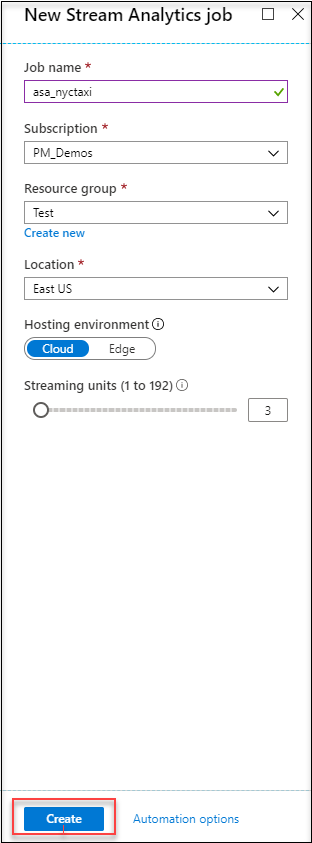 New Stream Analytics job
Job name *
asa_nyctaxi
Subscription *
PM_Demos
Resource group *
Test
Create new
Location *
East US
Hosting environment
Cloud Edge
Streaming units (1 to 192)
3
Create Automation options